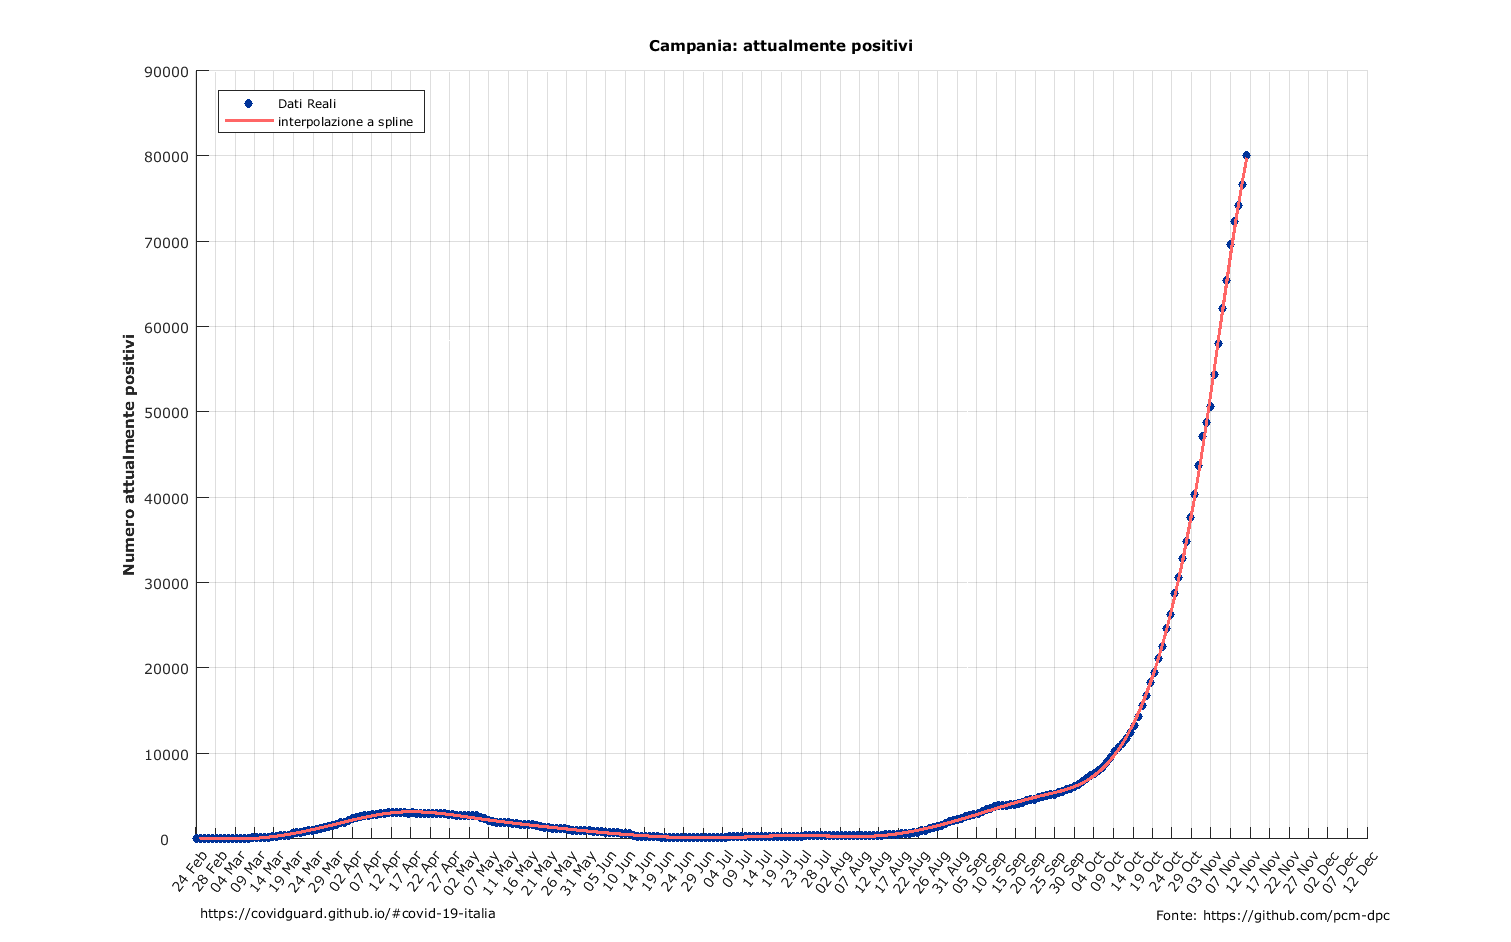 Campania: attualmente positivi
90000
80000
70000
60000
50000
40000
30000
20000
10000
0
Numero attualmente positivi
Dati Reali
interpolazione a spline
24 Feb
28 Feb
04 Mar
09 Mar
14 Mar
19 Mar
24 Mar
29 Mar
02 Apr
07 Apr
12 Apr
17 Apr
22 Apr
27 Apr
02 May
07 May
11 May
16 May
21 May
26 May
31 May
05 Jun
10 Jun
14 Jun
19 Jun
24 Jun
29 Jun
04 Jul
09 Jul
14 Jul
19 Jul
23 Jul
28 Jul
02 Aug
07 Aug
12 Aug
17 Aug
22 Aug
26 Aug
31 Aug
05 Sep
10 Sep
15 Sep
20 Sep
25 Sep
30 Sep
04 Oct
09 Oct
14 Oct
19 Oct
24 Oct
29 Oct
03 Nov
07 Nov
12 Nov
17 Nov
22 Nov
27 Nov
02 Dec
07 Dec
12 Dec
https://covidguard.github.io/#covid-19-italia
Fonte: https://github.com/pcm-dpc